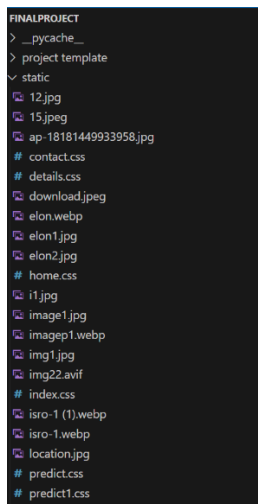 FINALPROJECT
> __pycache__
> project template
static
12.jpg
15.jpeg
ap-18181449933958.jpg
# contact.css
# details.css
download.jpeg
elon.webp
elon1.jpg
elon2.jpg
# home.css
i1.jpg
image1.jpg
imagep1.webp
img1.jpg
img22.avif
# index.css
isro-1 (1).webp
isro-1.webp
location.jpg
# predict.css
# predict1.css